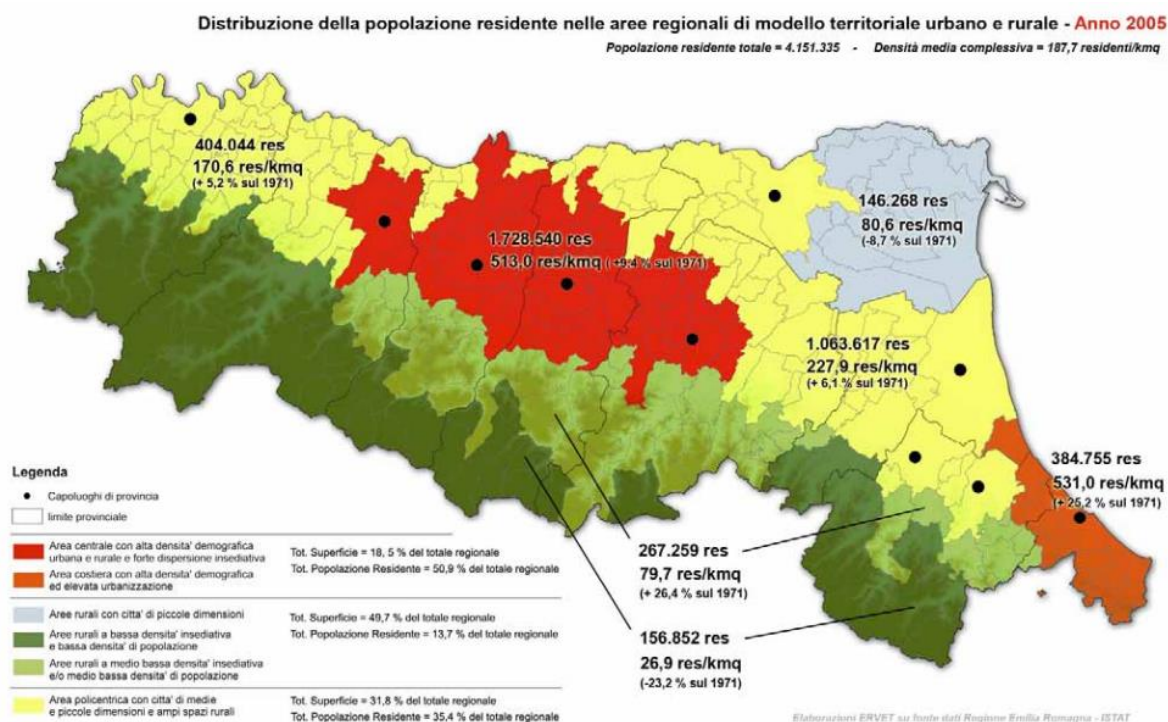 Distribuzione della popolazione residente nelle aree regionali di modello territoriale urbano e rurale - Anno 2005
Popolazione residente totale = 4.151.335 - Densità media complessiva = 187,7 residenti/kmq
404.044 res
170,6 res/kmq
(+ 5,2 % sul 1971)
1.728.540 res
513,0 res/kmq (+9,4 % sul 1971)
146.268 res
80,6 res/kmq
(-8,7 % sul 1971)
1.063.617 res
227,9 res/kmq
(+ 6,1 % sul 1971)
384.755 res
531,0 res/kmq
(+ 25,2 % sul 1971)
267.259 res
79,7 res/kmq
(+ 26,4 % sul 1971)
156.852 res
26,9 res/kmq
(-23,2 % sul 1971)
Legenda
Capoluoghi di provincia
limite provinciale
Area centrale con alta densita' demografica
urbana e rurale e forte dispersione insediativa
Tot. Superficie = 18, 5 % del totale regionale
Tot. Popolazione Residente = 50,9 % del totale regionale
Area costiera con alta densita' demografica
ed elevata urbanizzazione
Aree rurali con citta' di piccole dimensioni
Tot. Superficie = 49,7 % del totale regionale
Tot. Popolazione Residente = 13,7 % del totale regionale
Aree rurali a bassa densita' insediativa
e bassa densita' di popolazione
Aree rurali a medio bassa densita' insediativa
e/o medio bassa densita' di popolazione
Area policentrica con citta' di medie
e piccole dimensioni e ampi spazi rurali
Tot. Superficie = 31,8 % del totale regionale
Tot. Popolazione Residente = 35,4 % del totale regionale
Elaborazioni ERVET su fonte dati Regione Emilia Romagna - ISTAT